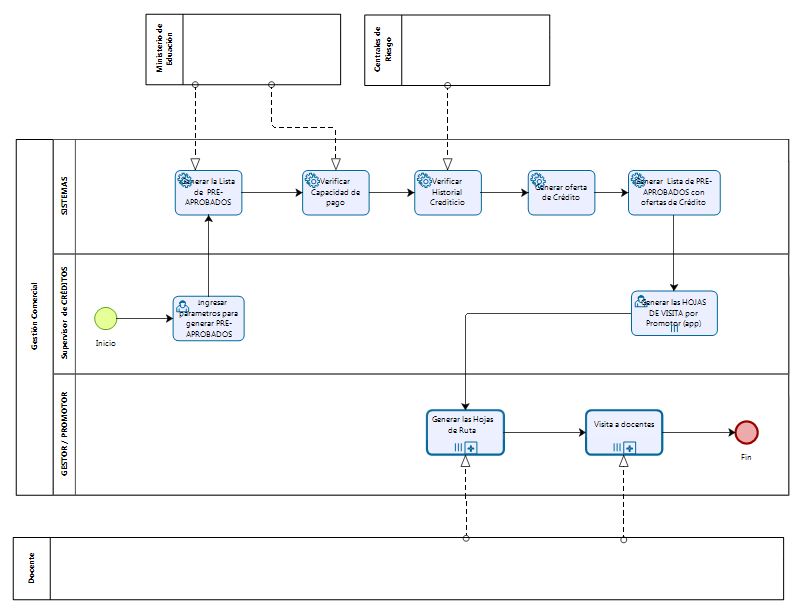 Ministerio de
Eduación
Centrales de
Riesgo
Gestión Comercial
SISTEMAS
Generar la Lista
de PRE-
APROBADOS
Verificar
Capacidad de
pago
Verificar
Historial
Crediticio
Generar oferta
de Crédito
Generar Lista de PRE-
APROBADOS con
ofertas de Crédito
Supervisor de CRÉDITOS
Inicio
Ingresar
parametros para
generar PRE-
APROBADOS
Generar las HOJAS
DE VISITA por
Promotor (app)
GESTOR / PROMOTOR
Generar las Hojas
de Ruta
Visita a docentes
Fin
Docente